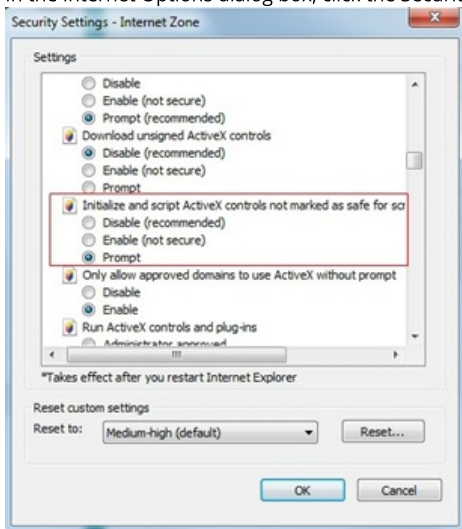 In the Internet Options dialog box, click the Securi
Security Settings - Internet Zone
Settings
Disable
Enable (not secure)
Prompt (recommended)
Download unsigned ActiveX controls
Disable (recommended)
Enable (not secure)
Prompt
Initialize and script ActiveX controls not marked as safe for scr
Disable (recommended)
Enable (not secure)
Prompt
Only allow approved domains to use ActiveX without prompt
Disable
Enable
Run ActiveX controls and plug-ins
Administrator approved
*Takes effect after you restart Internet Explorer
Reset custom settings
Reset to: Medium-high (default) Reset...
OK Cancel